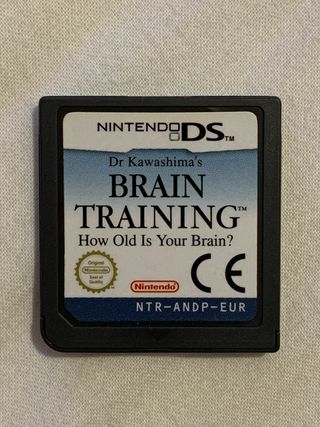 NINTENDO DS™
Dr Kawashima's
BRAIN
TRAINING™
How Old Is Your Brain?
Original
Nintendo
Seal of
Quality
Nintendo
CE
NTR-ANDP-EUR